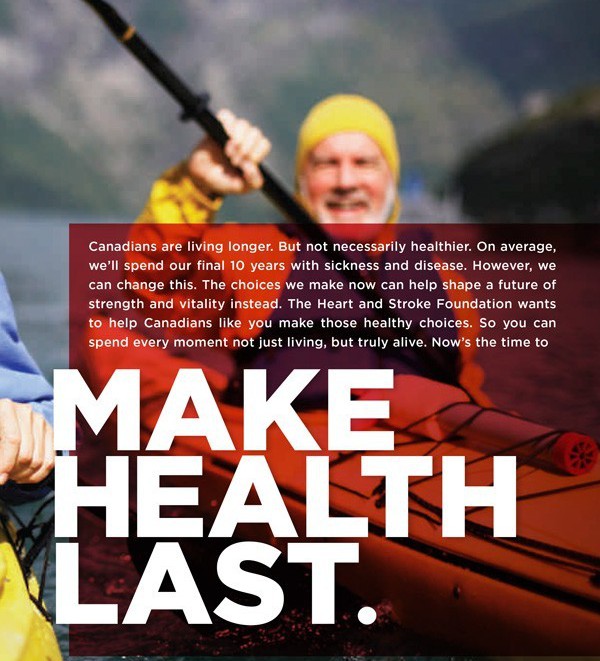 Canadians are living longer. But not necessarily healthier. On average,
we'll spend our final 10 years with sickness and disease. However, we
can change this. The choices we make now can help shape a future of
strength and vitality instead. The Heart and Stroke Foundation wants
to help Canadians like you make those healthy choices. So you can
spend every moment not just living, but truly alive. Now's the time to
MAKE
HEALTH
LAST.